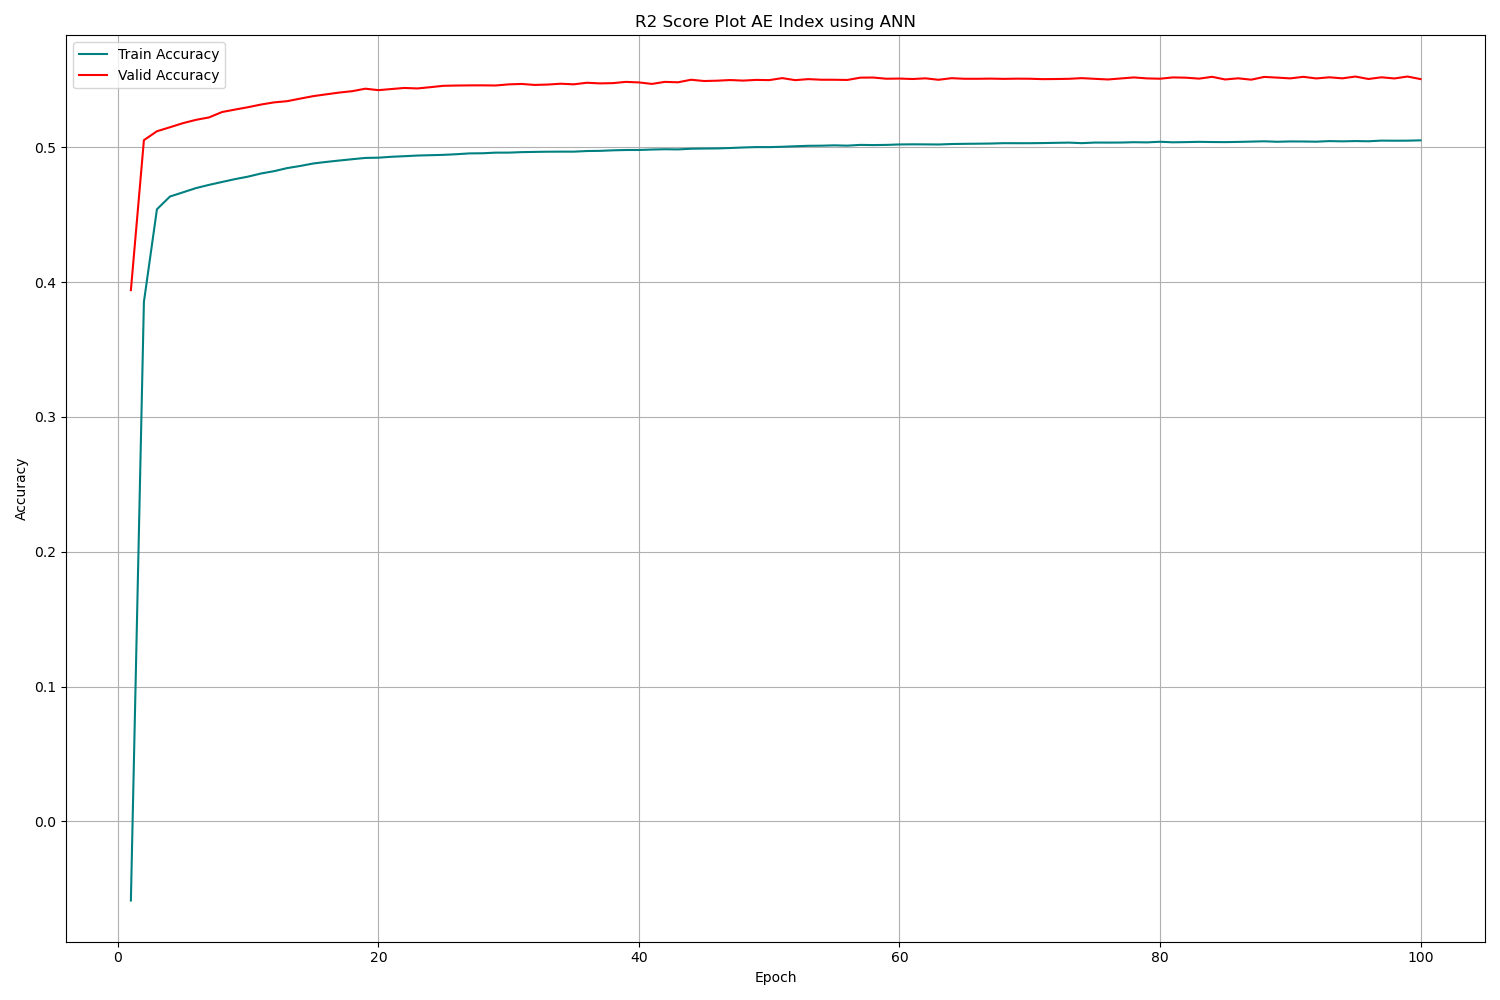 R2 Score Plot AE Index using ANN
Train Accuracy
Valid Accuracy
0.5
0.4
0.3
0.2
0.1
0.0
Accuracy
0 20 40 60 80 100
Epoch